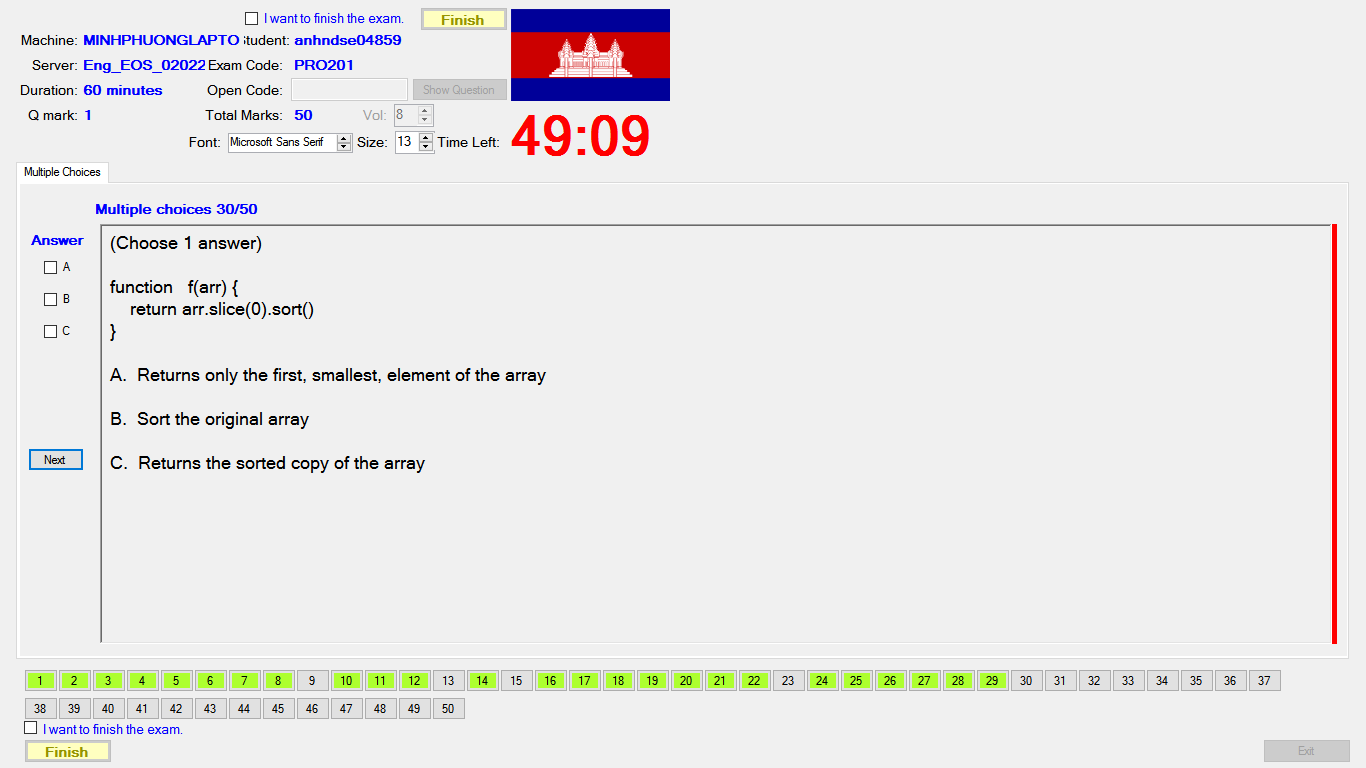 I want to finish the exam. Finish
Machine: MINHPHUONGLAPTO Student: anhndse04859
Server: Eng_EOS_02022 Exam Code: PRO201
Duration: 60 minutes Open Code: Show Question
Q mark: 1 Total Marks: 50 Vol: 8
Font: Microsoft Sans Serif Size: 13 Time Left: 49:09
Multiple Choices
Multiple choices 30/50
Answer
(Choose 1 answer)
A
function f(arr) {
B
return arr.slice(0).sort()
C
}
A. Returns only the first, smallest, element of the array
B. Sort the original array
Next
C. Returns the sorted copy of the array
1 2 3 4 5 6 7 8 9 10 11 12 13 14 15 16 17 18 19 20 21 22 23 24 25 26 27 28 29 30 31 32 33 34 35 36 37
38 39 40 41 42 43 44 45 46 47 48 49 50
I want to finish the exam.
Finish
Exit